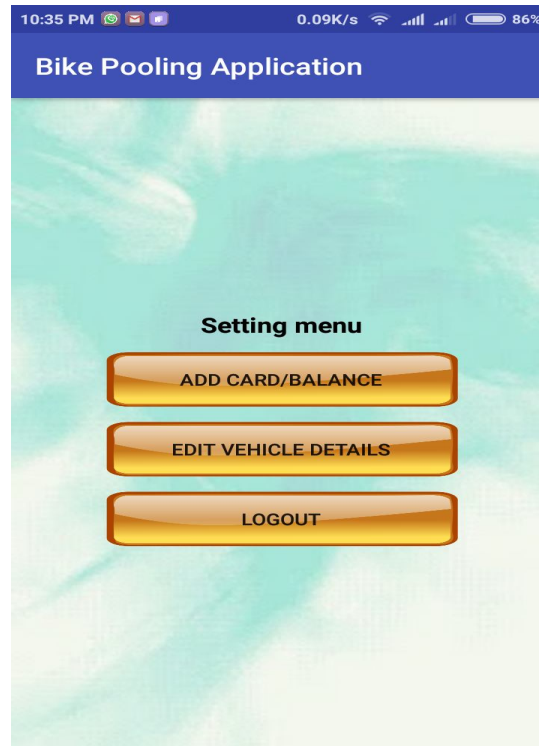 10:35 PM 0.09K/s 86%
Bike Pooling Application
Setting menu
ADD CARD/BALANCE
EDIT VEHICLE DETAILS
LOGOUT